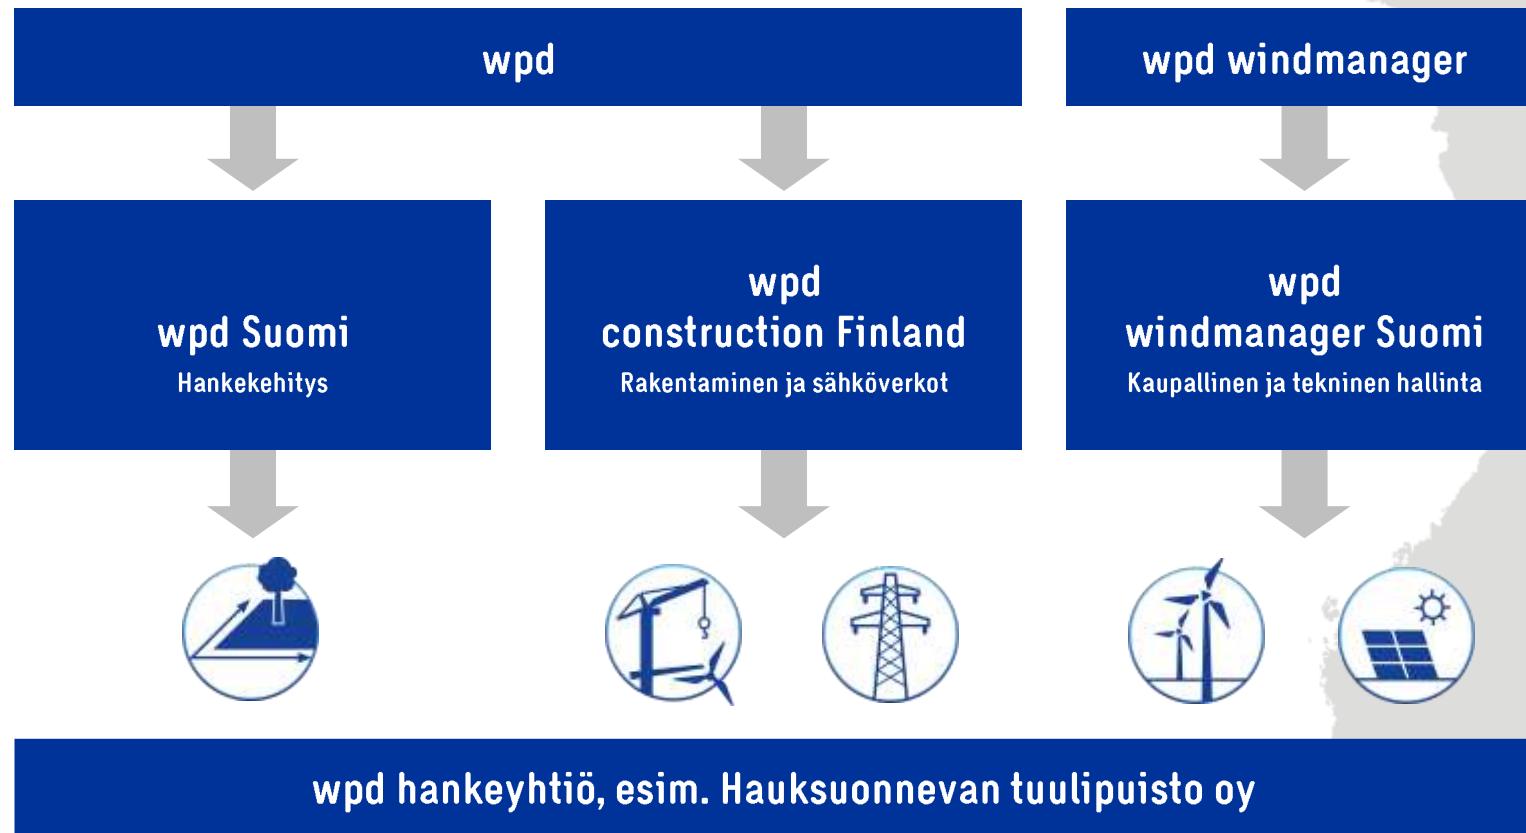 wpd
wpd windmanager
wpd Suomi
Hankekehitys
wpd
construction Finland
Rakentaminen ja sähköverkot
wpd
windmanager Suomi
Kaupallinen ja tekninen hallinta
wpd hankeyhtiö, esim. Hauksuonnevan tuulipuisto oy